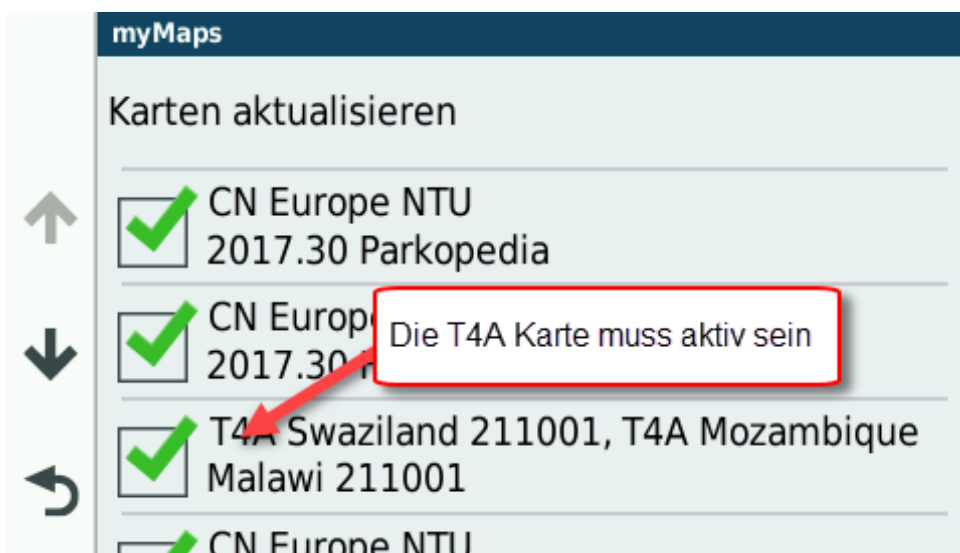 myMaps
Karten aktualisieren
CN Europe NTU
2017.30 Parkopedia
CN Europ
2017.30
Die T4A Karte muss aktiv sein
T4A Swaziland 211001, T4A Mozambique
Malawi 211001
CN Europe NTU